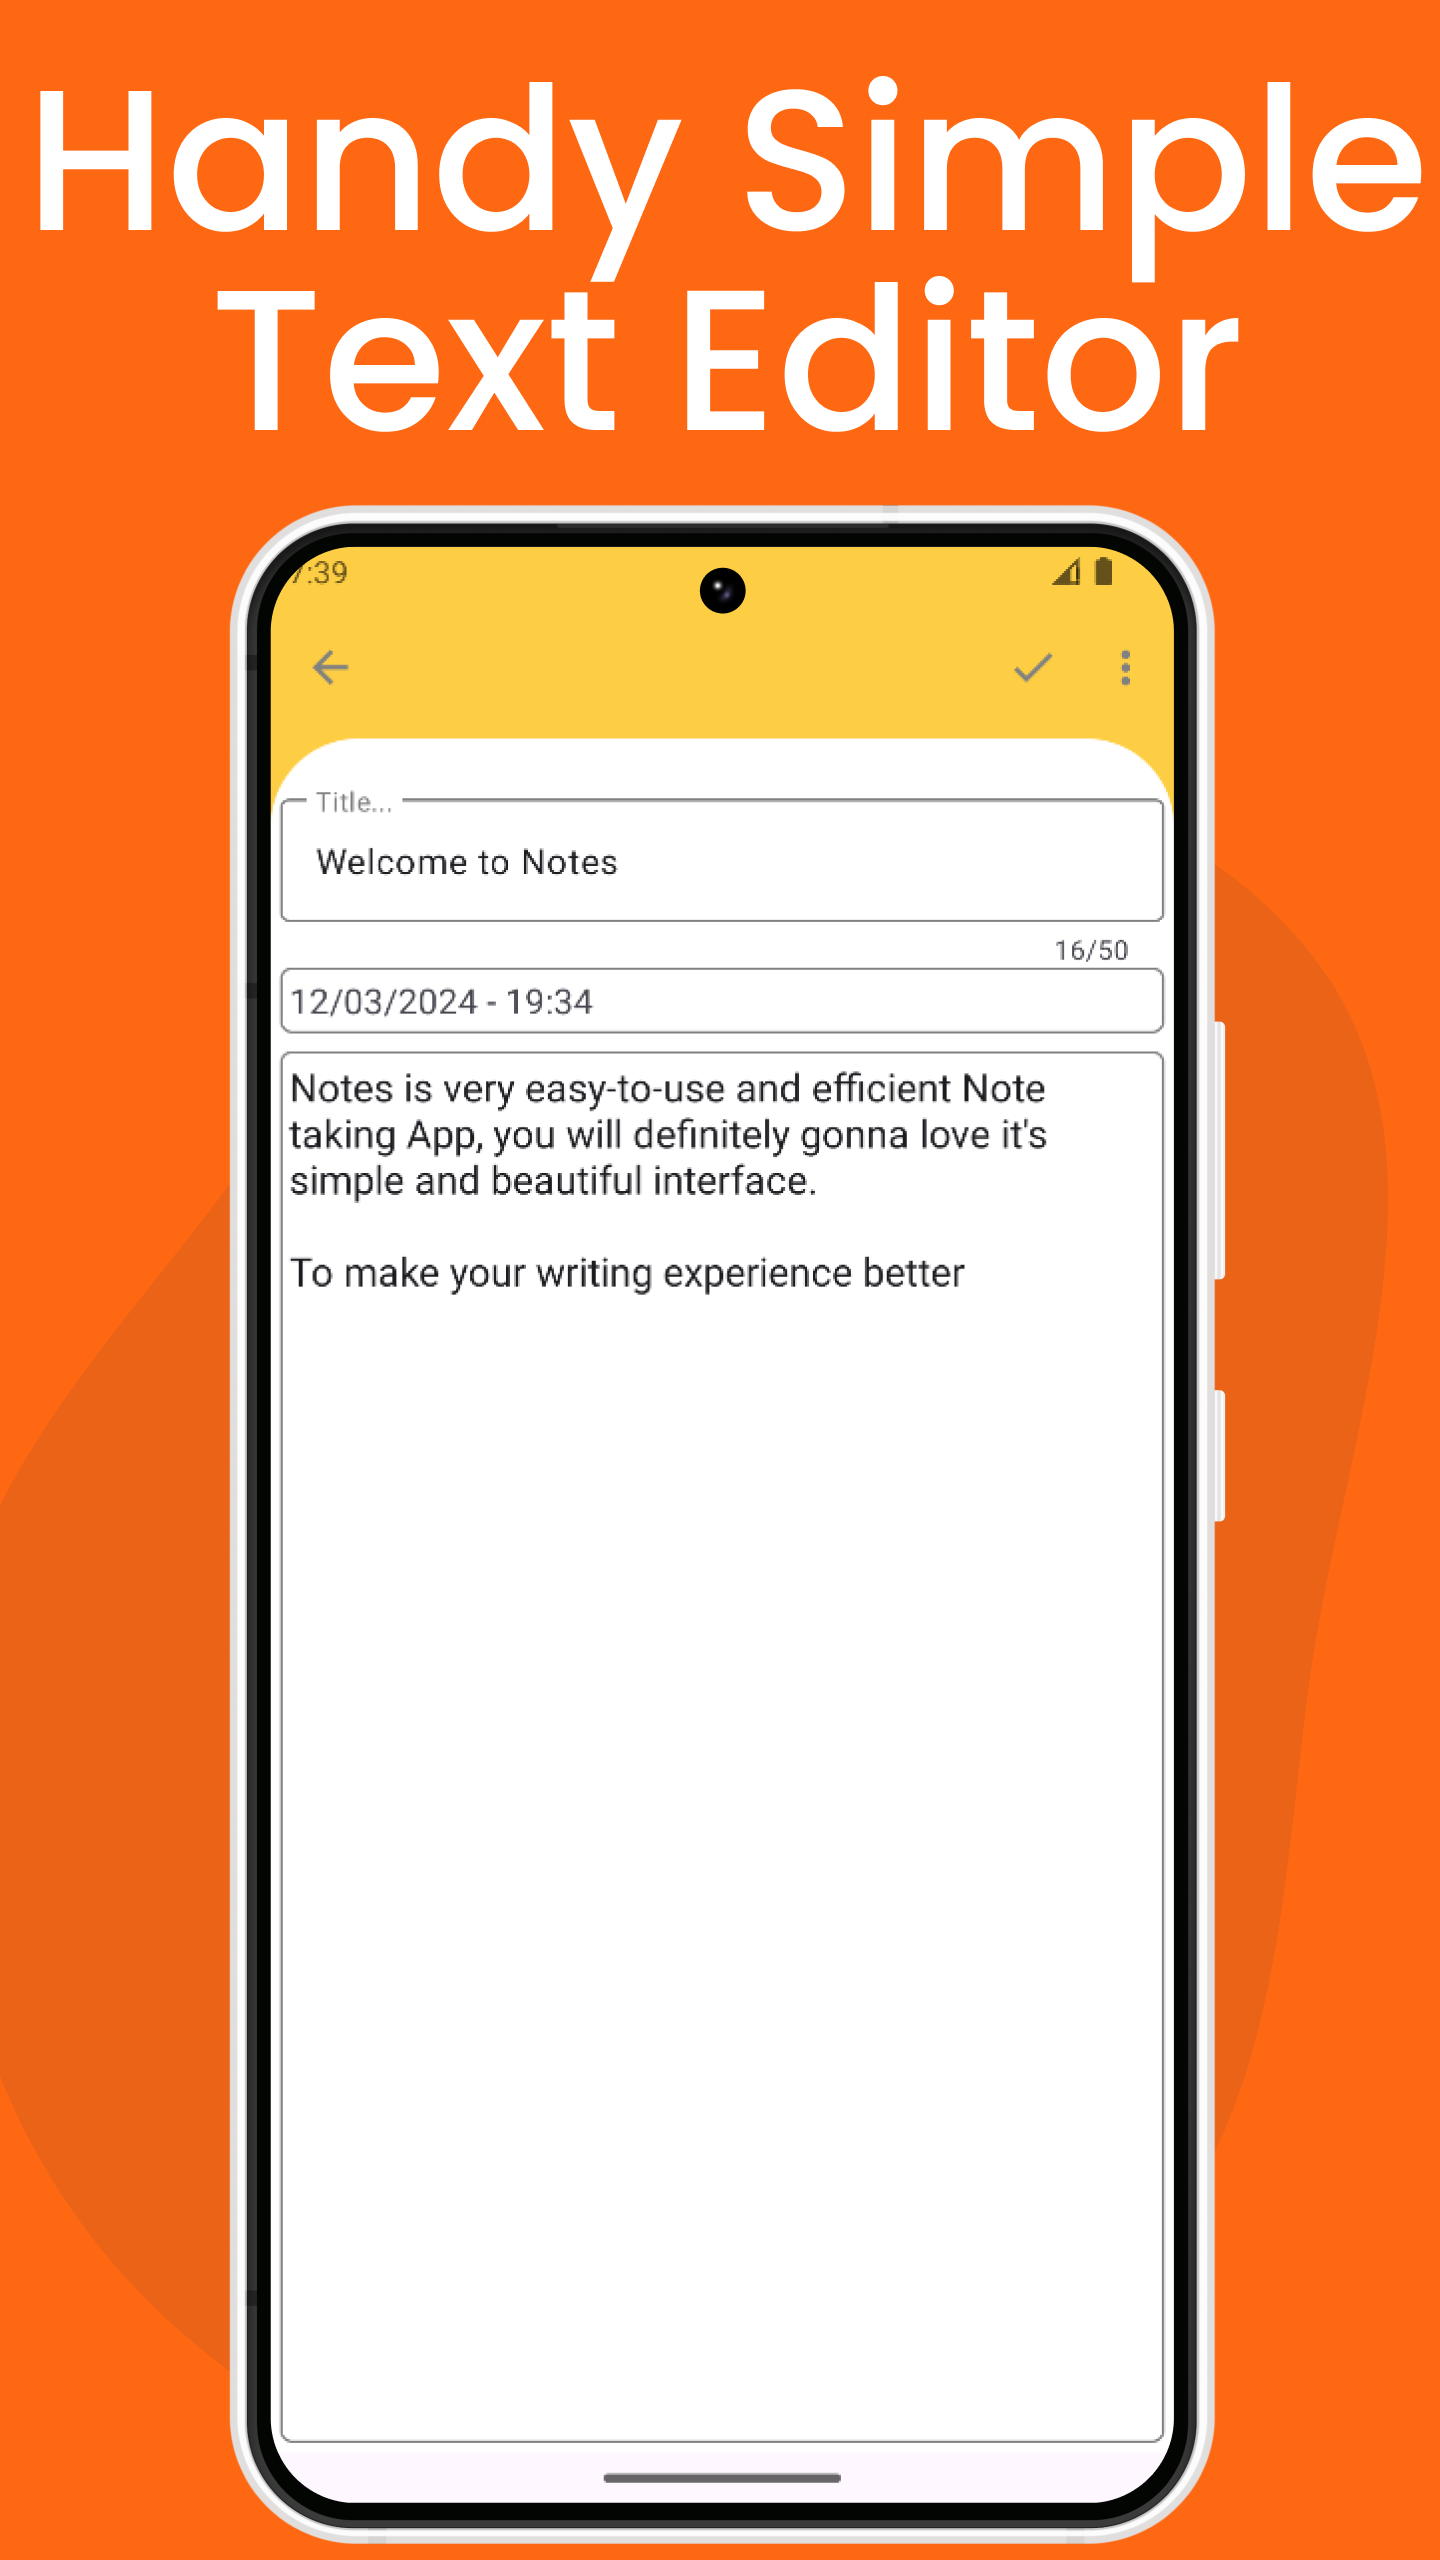 Handy Simple
Text Editor
7:39
Title...
Welcome to Notes
16/50
12/03/2024 - 19:34
Notes is very easy-to-use and efficient Note
taking App, you will definitely gonna love it's
simple and beautiful interface.
To make your writing experience better